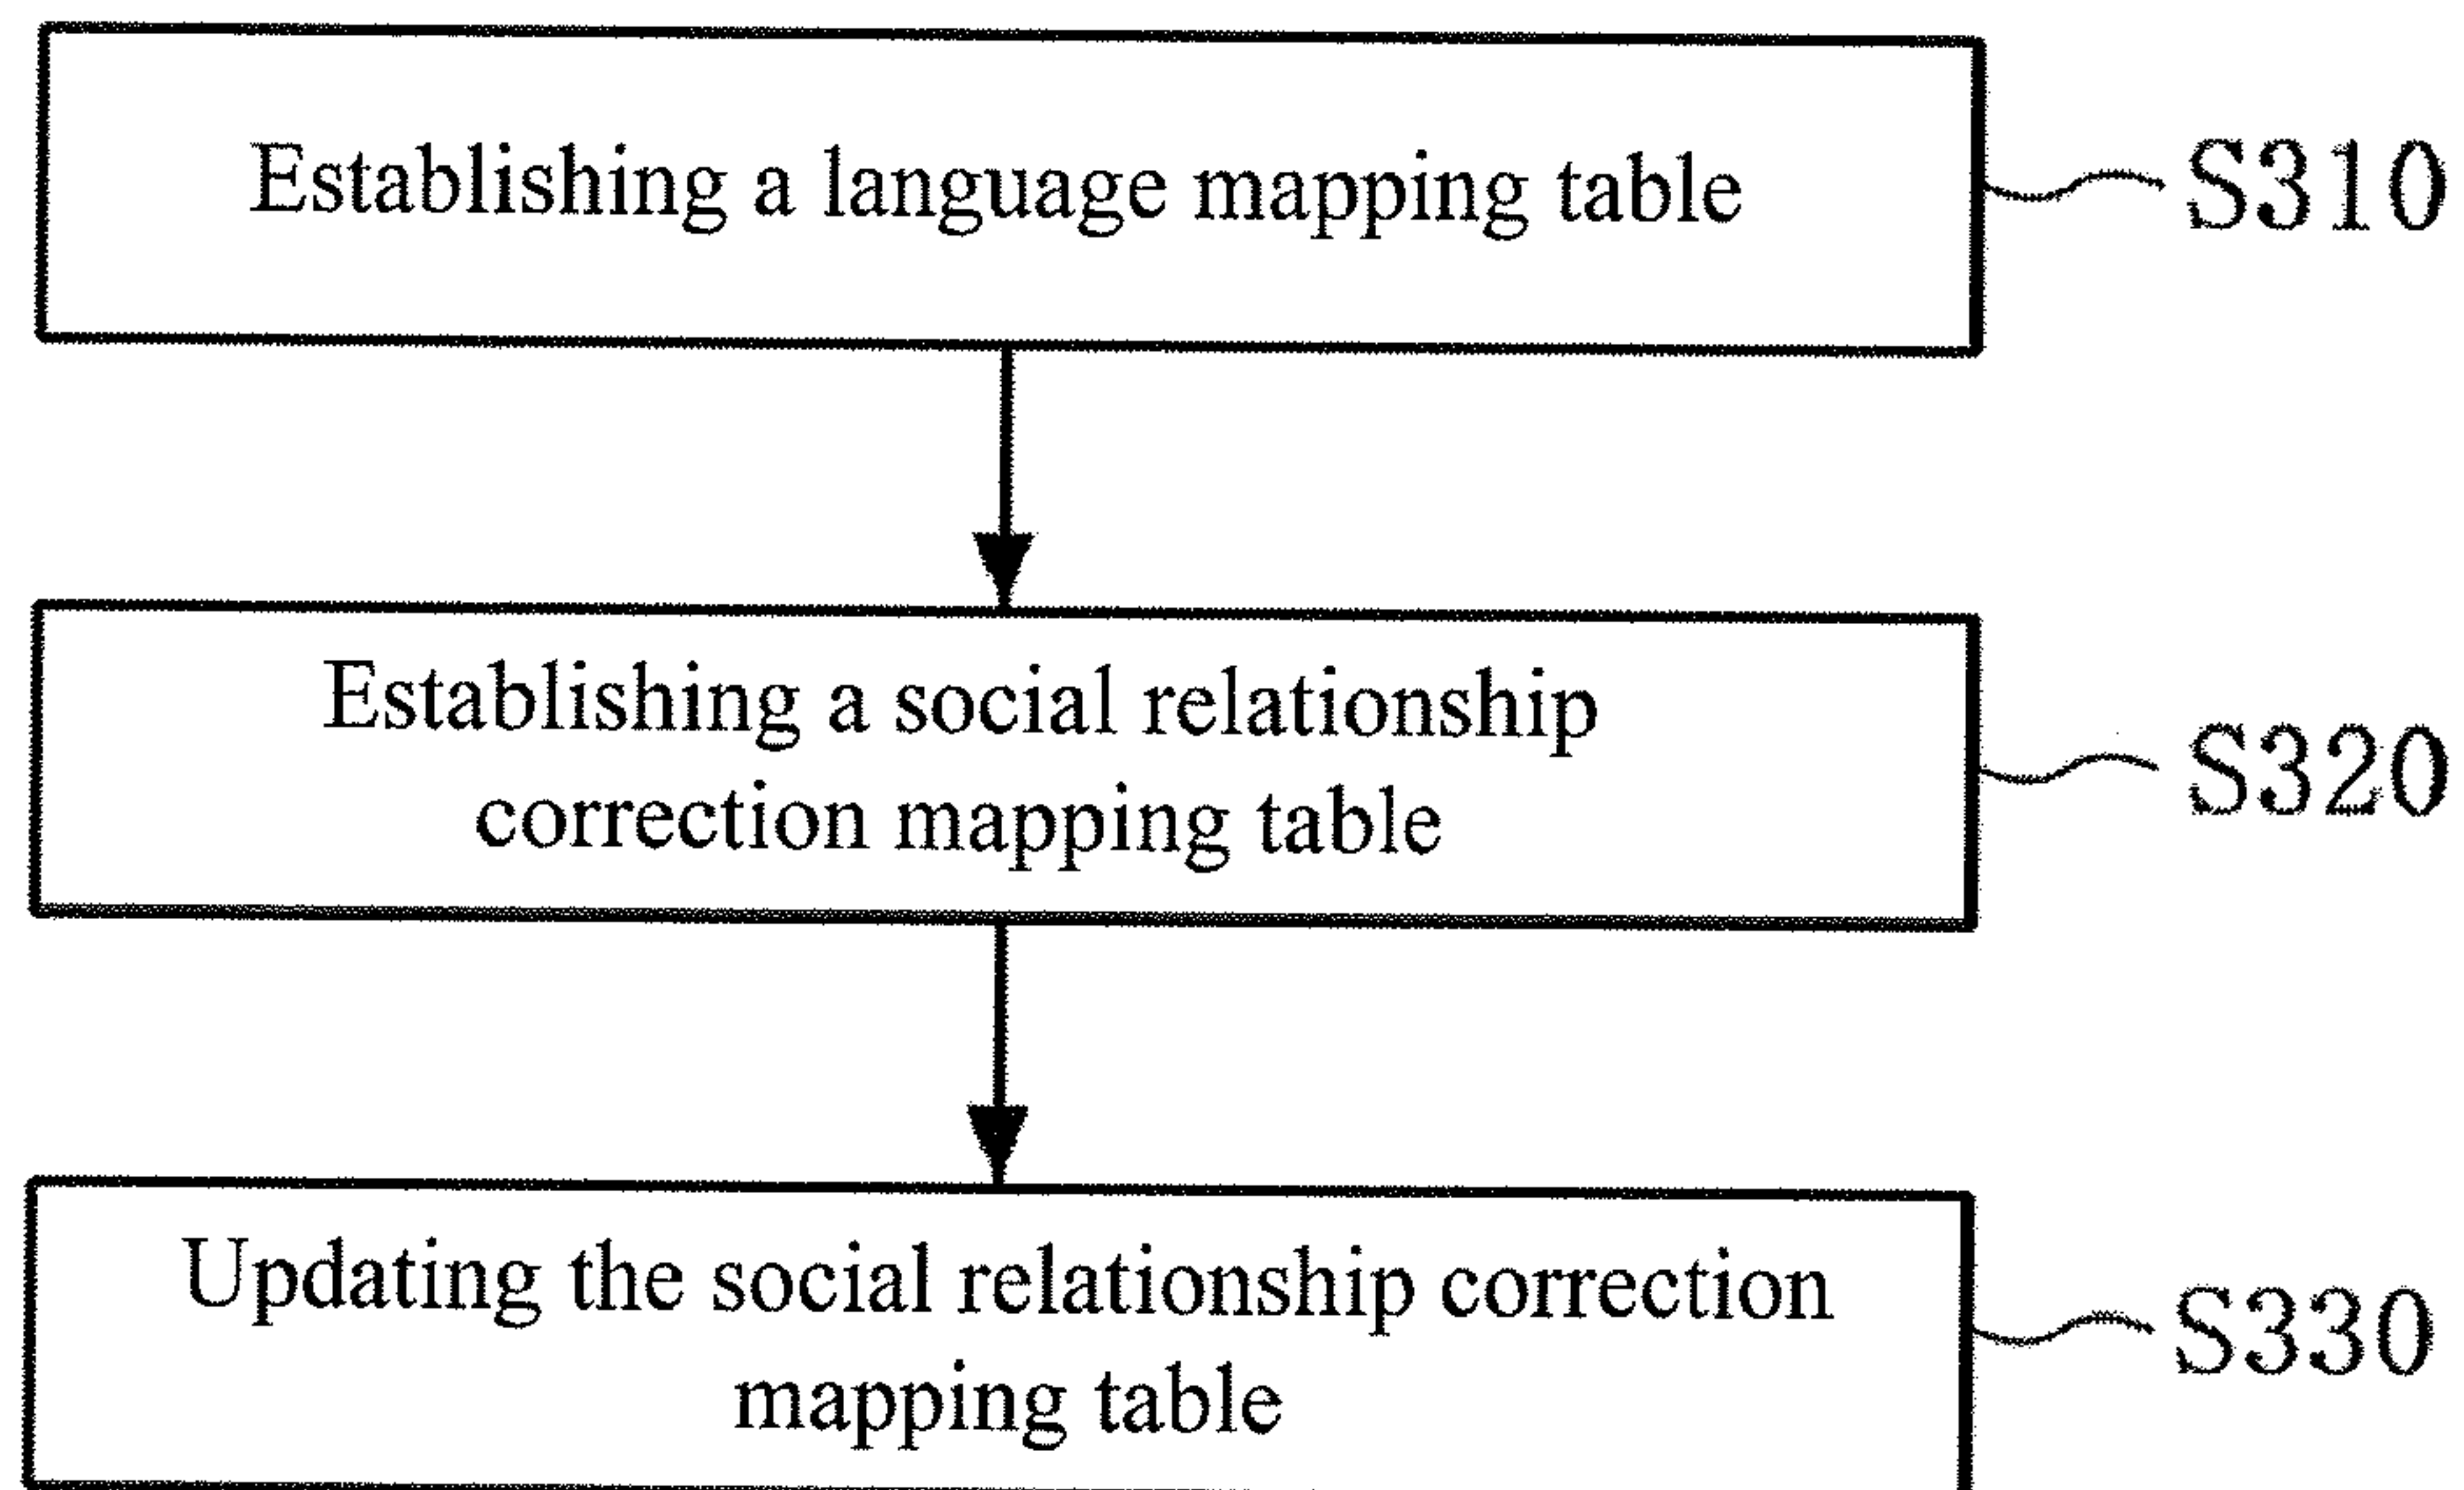 Establishing a language mapping table
S310
Establishing a social relationship
correction mapping table
S320
Updating the social relationship correction
mapping table
S330